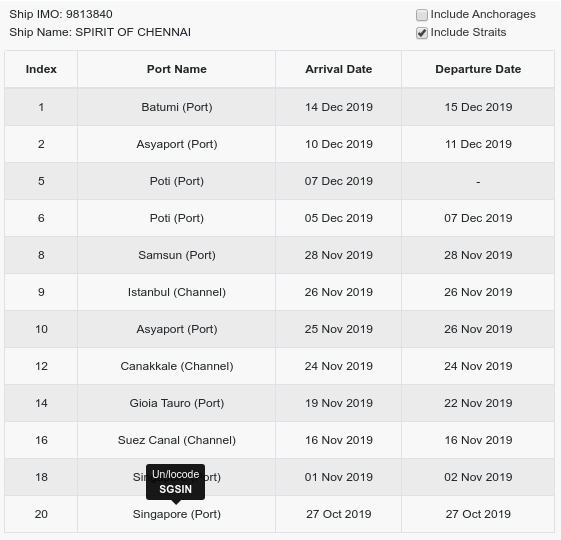 Ship IMO: 9813840
Include Anchorages
Ship Name: SPIRIT OF CHENNAI
Include Straits
Index Port Name Arrival Date Departure Date
1 Batumi (Port) 14 Dec 2019 15 Dec 2019
2 Asyaport (Port) 10 Dec 2019 11 Dec 2019
5 Poti (Port) 07 Dec 2019 -
6 Poti (Port) 05 Dec 2019 07 Dec 2019
8 Samsun (Port) 28 Nov 2019 28 Nov 2019
9 Istanbul (Channel) 26 Nov 2019 26 Nov 2019
10 Asyaport (Port) 25 Nov 2019 26 Nov 2019
12 Canakkale (Channel) 24 Nov 2019 24 Nov 2019
14 Gioia Tauro (Port) 19 Nov 2019 22 Nov 2019
16 Suez Canal (Channel) 16 Nov 2019 16 Nov 2019
Un/locode
SGSIN
18 01 Nov 2019 02 Nov 2019
20 Singapore (Port) 27 Oct 2019 27 Oct 2019